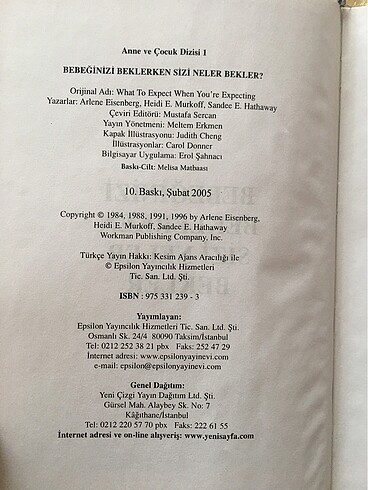 Anne ve Çocuk Dizisi 1
BEBEĞİNİZİ BEKLERKEN SİZİ NELER BEKLER?
Orijinal Adı: What To Expect When You're Expecting
Yazarlar: Arlene Eisenberg, Heidi E. Murkoff, Sandee E. Hathaway
Çeviri Editörü: Mustafa Sercan
Yayın Yönetmeni: Meltem Erkmen
Kapak İllustrasyonu: Judith Cheng
İllustrasyonlar: Carol Donner
Bilgisayar Uygulama: Erol Şahnacı
Baskı-Cilt: Melisa Matbaası
10. Baskı, Şubat 2005
Copyright © 1984, 1988, 1991, 1996 by Arlene Eisenberg,
Heidi E. Murkoff, Sandee E. Hathaway
Workman Publishing Company, Inc.
Türkçe Yayın Hakkı: Kesim Ajans Aracılığı ile
© Epsilon Yayıncılık Hizmetleri
Tic. San. Ltd. Şti.
ISBN : 975 331 239 - 3
Yayımlayan:
Epsilon Yayıncılık Hizmetleri Tic. San. Ltd. Şti.
Osmanlı Sk. 24/4 80090 Taksim/İstanbul
Tel: 0212 252 38 21 pbx Faks: 252 47 29
İnternet adresi: www.epsilonyayinevi.com
e-mail: epsilon@epsilonyayinevi.com
Genel Dağıtım:
Yeni Çizgi Yayın Dağıtım Ltd. Şti.
Gürsel Mah. Alaybey Sk. No: 7
Kâğıthane/İstanbul
Tel: 0212 220 57 70 pbx Faks: 222 61 55
İnternet adresi ve on-line alışveriş: www.yenisayfa.com